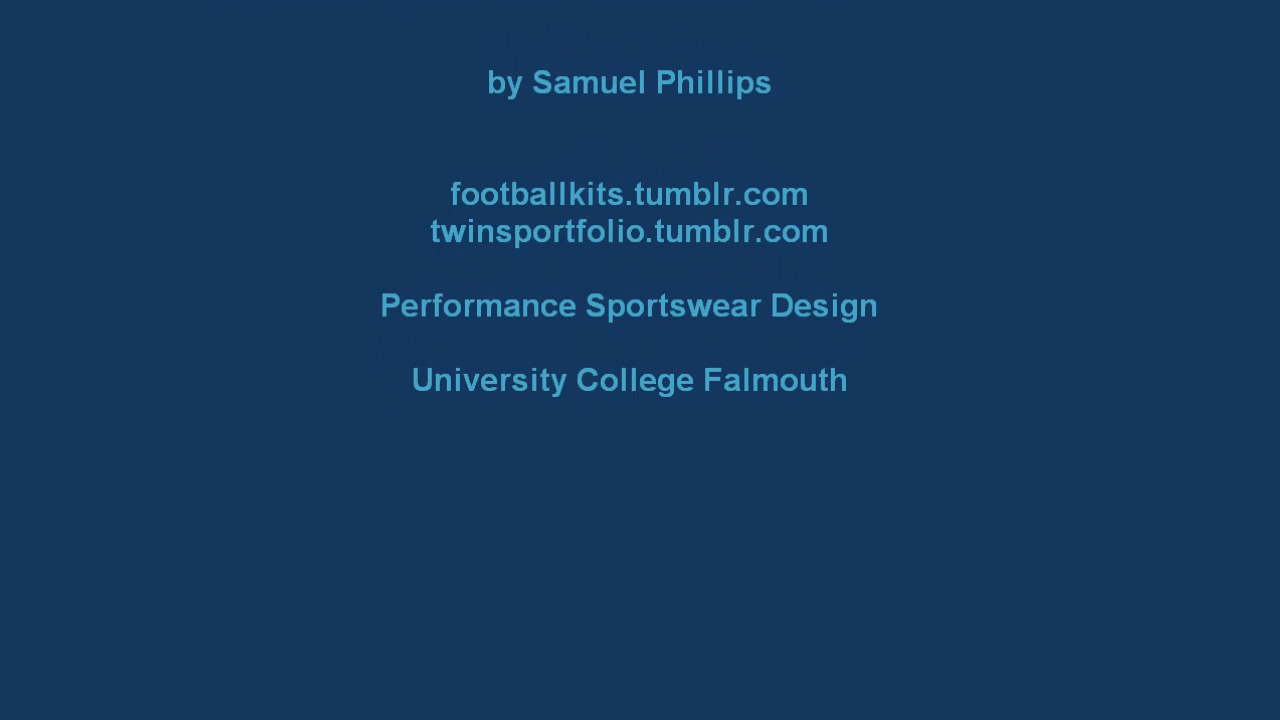 by Samuel Phillips
footballkits.tumblr.com
twinsportfolio.tumblr.com
Performance Sportswear Design
University College Falmouth